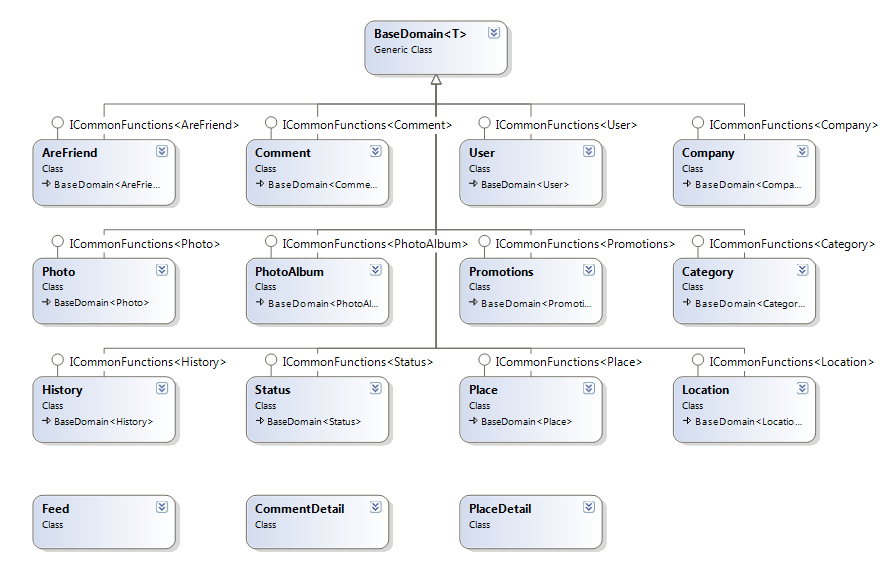 BaseDomain<T>
Generic Class
ICommonFunctions<AreFriend>
ICommonFunctions<Comment>
ICommonFunctions<User>
ICommonFunctions<Company>
AreFriend
Class
BaseDomain<AreFrie...
Comment
Class
BaseDomain<Comme...
User
Class
BaseDomain<User>
Company
Class
BaseDomain<Compa...
ICommonFunctions<Photo>
ICommonFunctions<PhotoAlbum>
ICommonFunctions<Promotions>
ICommonFunctions<Category>
Photo
Class
BaseDomain<Photo>
PhotoAlbum
Class
BaseDomain<PhotoAl...
Promotions
Class
BaseDomain<Promoti...
Category
Class
BaseDomain<Categor...
ICommonFunctions<History>
ICommonFunctions<Status>
ICommonFunctions<Place>
ICommonFunctions<Location>
History
Class
BaseDomain<History>
Status
Class
BaseDomain<Status>
Place
Class
BaseDomain<Place>
Location
Class
BaseDomain<Locatio...
Feed
Class
CommentDetail
Class
PlaceDetail
Class